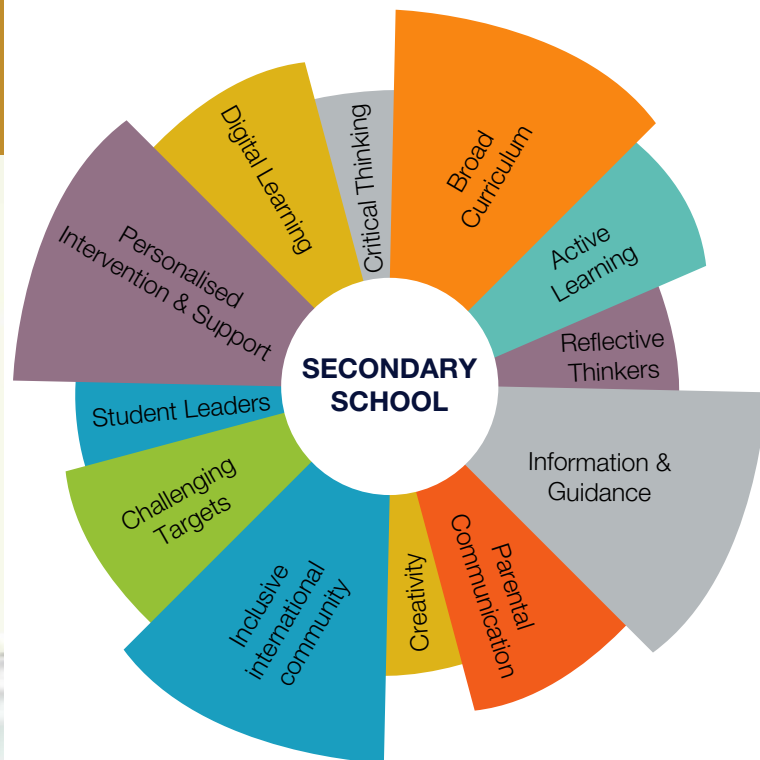 SECONDARY
SCHOOL
Broad
Curriculum
Active
Learning
Reflective
Thinkers
Information &
Guidance
Parental
Communication
Creativity
Inclusive
international
community
Challenging
Targets
Student Leaders
Personalised
Intervention & Support
Digital Learning
Critical Thinking